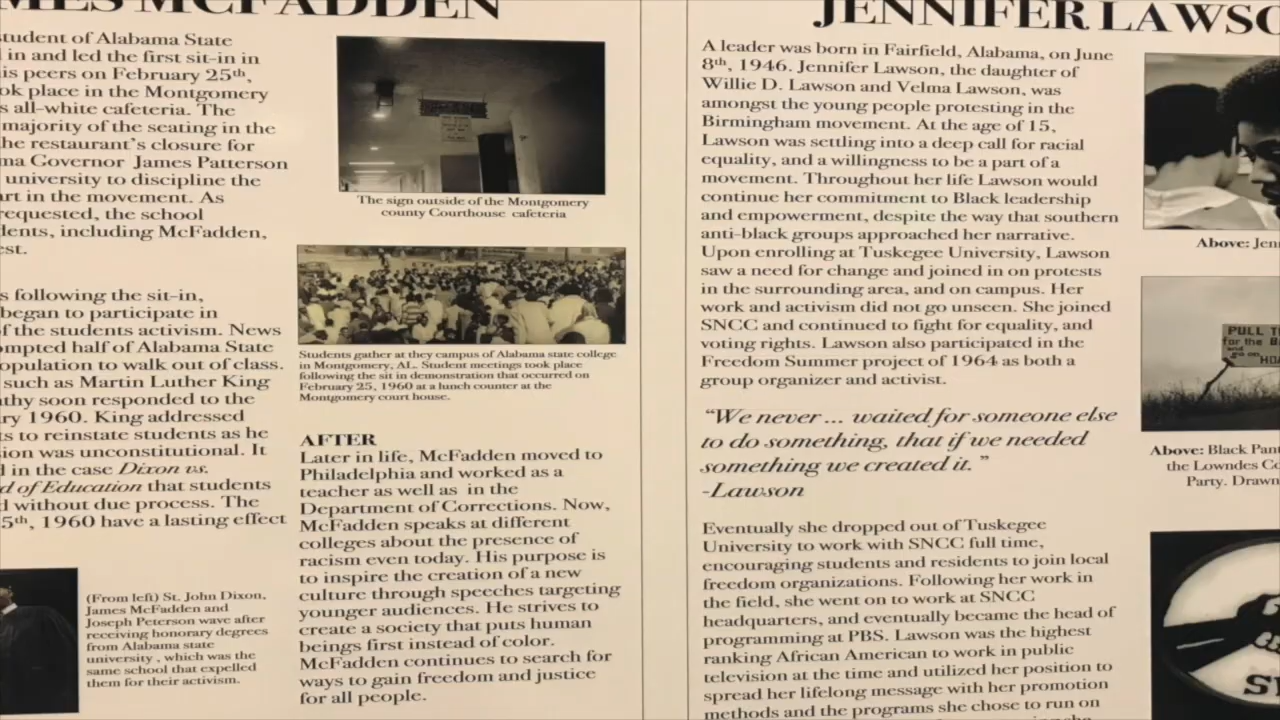 MES MCFADDEN
student of Alabama State
in and led the first sit-in in
is peers on February 25th,
ok place in the Montgomery
s all-white cafeteria. The
majority of the seating in the
he restaurant's closure for
ma Governor James Patterson
university to discipline the
art in the movement. As
requested, the school
dents, including McFadden,
est.
s following the sit-in,
began to participate in
of the students activism. News
ompted half of Alabama State
opulation to walk out of class.
such as Martin Luther King
athy soon responded to the
ry 1960. King addressed
ts to reinstate students as he
sion was unconstitutional. It
d in the case Dixon vs.
d of Education that students
d without due process. The
5th, 1960 have a lasting effect
(From left) St. John Dixon,
James McFadden and
Joseph Peterson wave after
receiving honorary degrees
from Alabama state
university , which was the
same school that expelled
them for their activism.
The sign outside of the Montgomery
county Courthouse cafeteria
Students gather at they campus of Alabama state college
in Montgomery, AL. Student meetings took place
following the sit in demonstration that occurred on
February 25, 1960 at a lunch counter at the
Montgomery court house.
AFTER
Later in life, McFadden moved to
Philadelphia and worked as a
teacher as well as in the
Department of Corrections. Now,
McFadden speaks at different
colleges about the presence of
racism even today. His purpose is
to inspire the creation of a new
culture through speeches targeting
younger audiences. He strives to
create a society that puts human
beings first instead of color.
McFadden continues to search for
ways to gain freedom and justice
for all people.
JENNIFER LAWSO
A leader was born in Fairfield, Alabama, on June
8th, 1946. Jennifer Lawson, the daughter of
Willie D. Lawson and Velma Lawson, was
amongst the young people protesting in the
Birmingham movement. At the age of 15,
Lawson was settling into a deep call for racial
equality, and a willingness to be a part of a
movement. Throughout her life Lawson would
continue her commitment to Black leadership
and empowerment, despite the way that southern
anti-black groups approached her narrative.
Upon enrolling at Tuskegee University, Lawson
saw a need for change and joined in on protests
in the surrounding area, and on campus. Her
work and activism did not go unseen. She joined
SNCC and continued to fight for equality, and
voting rights. Lawson also participated in the
Freedom Summer project of 1964 as both a
group organizer and activist.
“We never ... waited for someone else
to do something, that if we needed
something we created it.”
-Lawson
Eventually she dropped out of Tuskegee
University to work with SNCC full time,
encouraging students and residents to join local
freedom organizations. Following her work in
the field, she went on to work at SNCC
headquarters, and eventually became the head of
programming at PBS. Lawson was the highest
ranking African American to work in public
television at the time and utilized her position to
spread her lifelong message with her promotion
methods and the programs she chose to run on
Above: Jen
PULL T
for the B
and
go on
HO
Above: Black Pan
the Lowndes Co
Party. Drawn
S